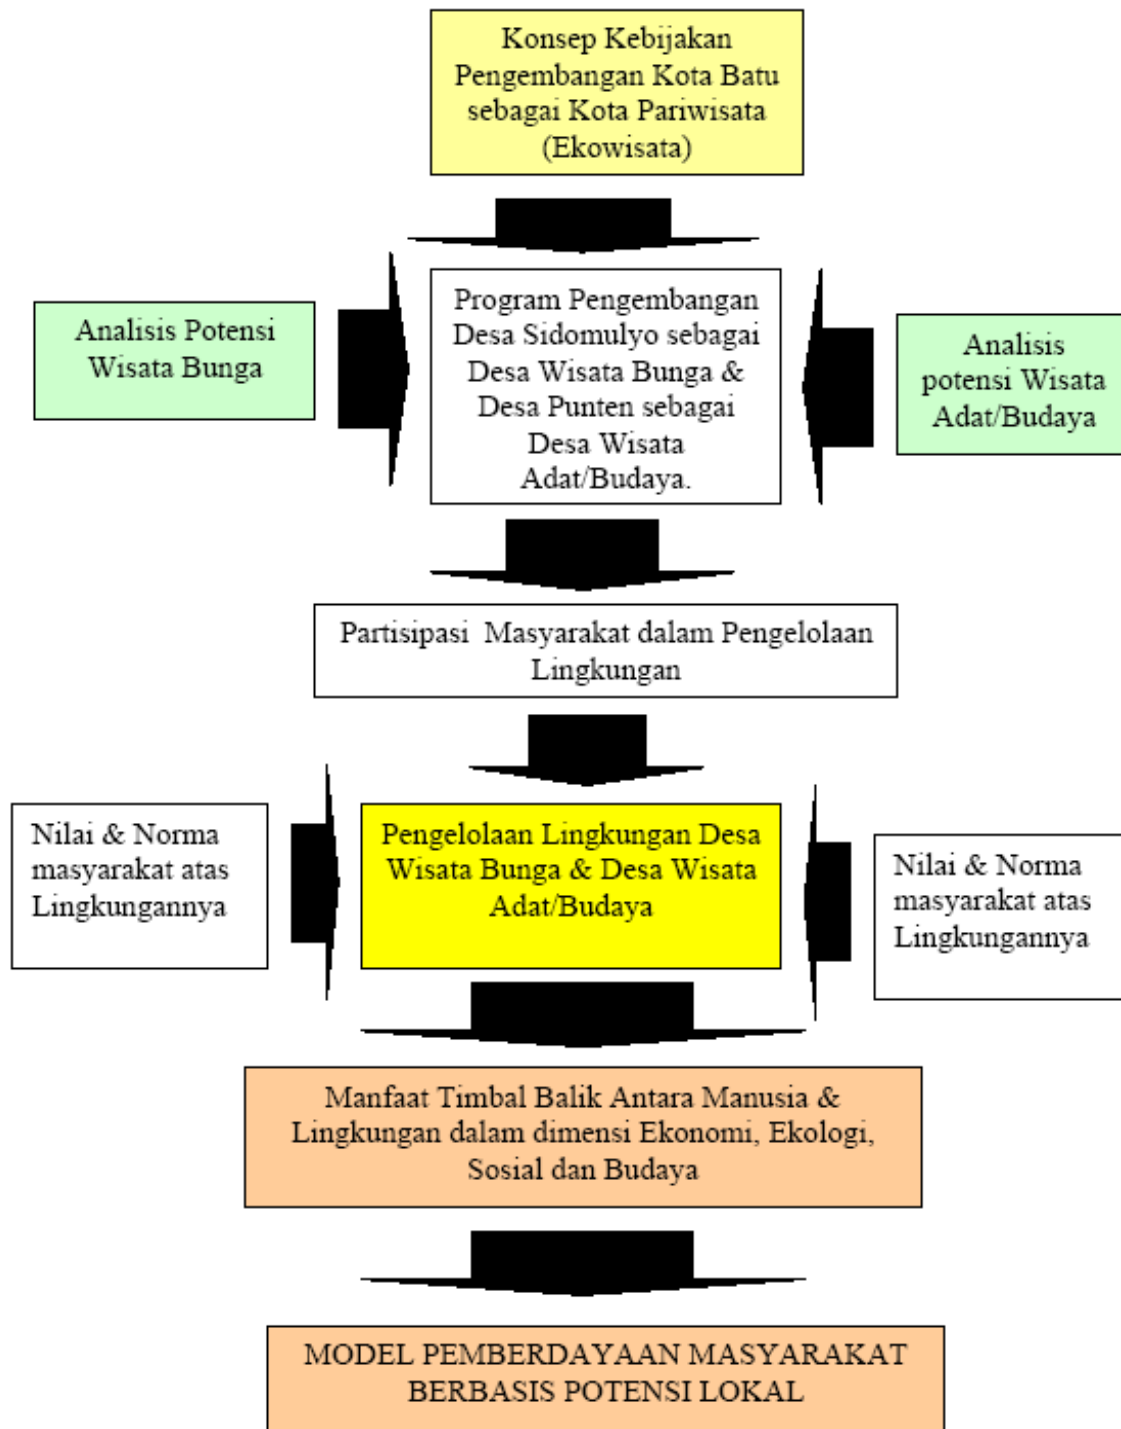 Konsep Kebijakan
Pengembangan Kota Batu
sebagai Kota Pariwisata
(Ekowisata)
Analisis Potensi
Wisata Bunga
Program Pengembangan
Desa Sidomulyo sebagai
Desa Wisata Bunga &
Desa Punten sebagai
Desa Wisata
Adat/Budaya.
Analisis
potensi Wisata
Adat/Budaya
Partisipasi Masyarakat dalam Pengelolaan
Lingkungan
Nilai & Norma
masyarakat atas
Lingkungannya
Pengelolaan Lingkungan Desa
Wisata Bunga & Desa Wisata
Adat/Budaya
Nilai & Norma
masyarakat atas
Lingkungannya
Manfaat Timbal Balik Antara Manusia &
Lingkungan dalam dimensi Ekonomi, Ekologi,
Sosial dan Budaya
MODEL PEMBERDAYAAN MASYARAKAT
BERBASIS POTENSI LOKAL